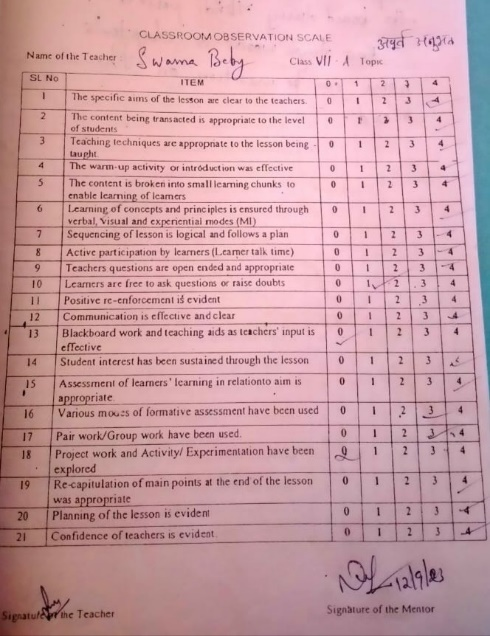 CLASSROOM OBSERVATION SCALE
Name of the Teacher : Swarna Beby Class VII - A Topic
SL No ITEM 0 1 2 3 4
1 The specific aims of the lesson are clear to the teachers. 0 1 2 3 4
2 The content being transacted is appropriate to the level 0 1 2 3 4
of students
3 Teaching techniques are appropriate to the lesson being 0 1 2 3 4
taught.
4 The warm-up activity or introduction was effective 0 1 2 3 4
5 The content is broken into small learning chunks to 0 1 2 3 4
enable learning of learners
6 Learning of concepts and principles is ensured through 0 1 2 3 4
verbal, Visual and experiential modes (MI)
7 Sequencing of lesson is logical and follows a plan 0 1 2 3 4
8 Active participation by learners (Learner talk time) 0 1 2 3 4
9 Teachers questions are open ended and appropriate 0 1 2 3 4
10 Learners are free to ask questions or raise doubts 0 1 2 3 4
11 Positive re-enforcement is evident 0 1 2 3 4
12 Communication is effective and clear 0 1 2 3 4
13 Blackboard work and teaching aids as teachers' input is 0 1 2 3 4
effective
14 Student interest has been sustained through the lesson 0 1 2 3
15 Assessment of learners' learning in relationto aim is 0 1 2 3 4
appropriate.
16 Various modes of formative assessment have been used 0 1 2 3 4
17 Pair work/Group work have been used. 0 1 2 3 4
18 Project work and Activity/ Experimentation have been 0 1 2 3 4
explored
19 Re-capitulation of main points at the end of the lesson 0 1 2 3 4
was appropriate
20 Planning of the lesson is evident 0 1 2 3 4
21 Confidence of teachers is evident. 0 1 2 3 4
12/9/23
Signature of the Teacher Signature of the Mentor